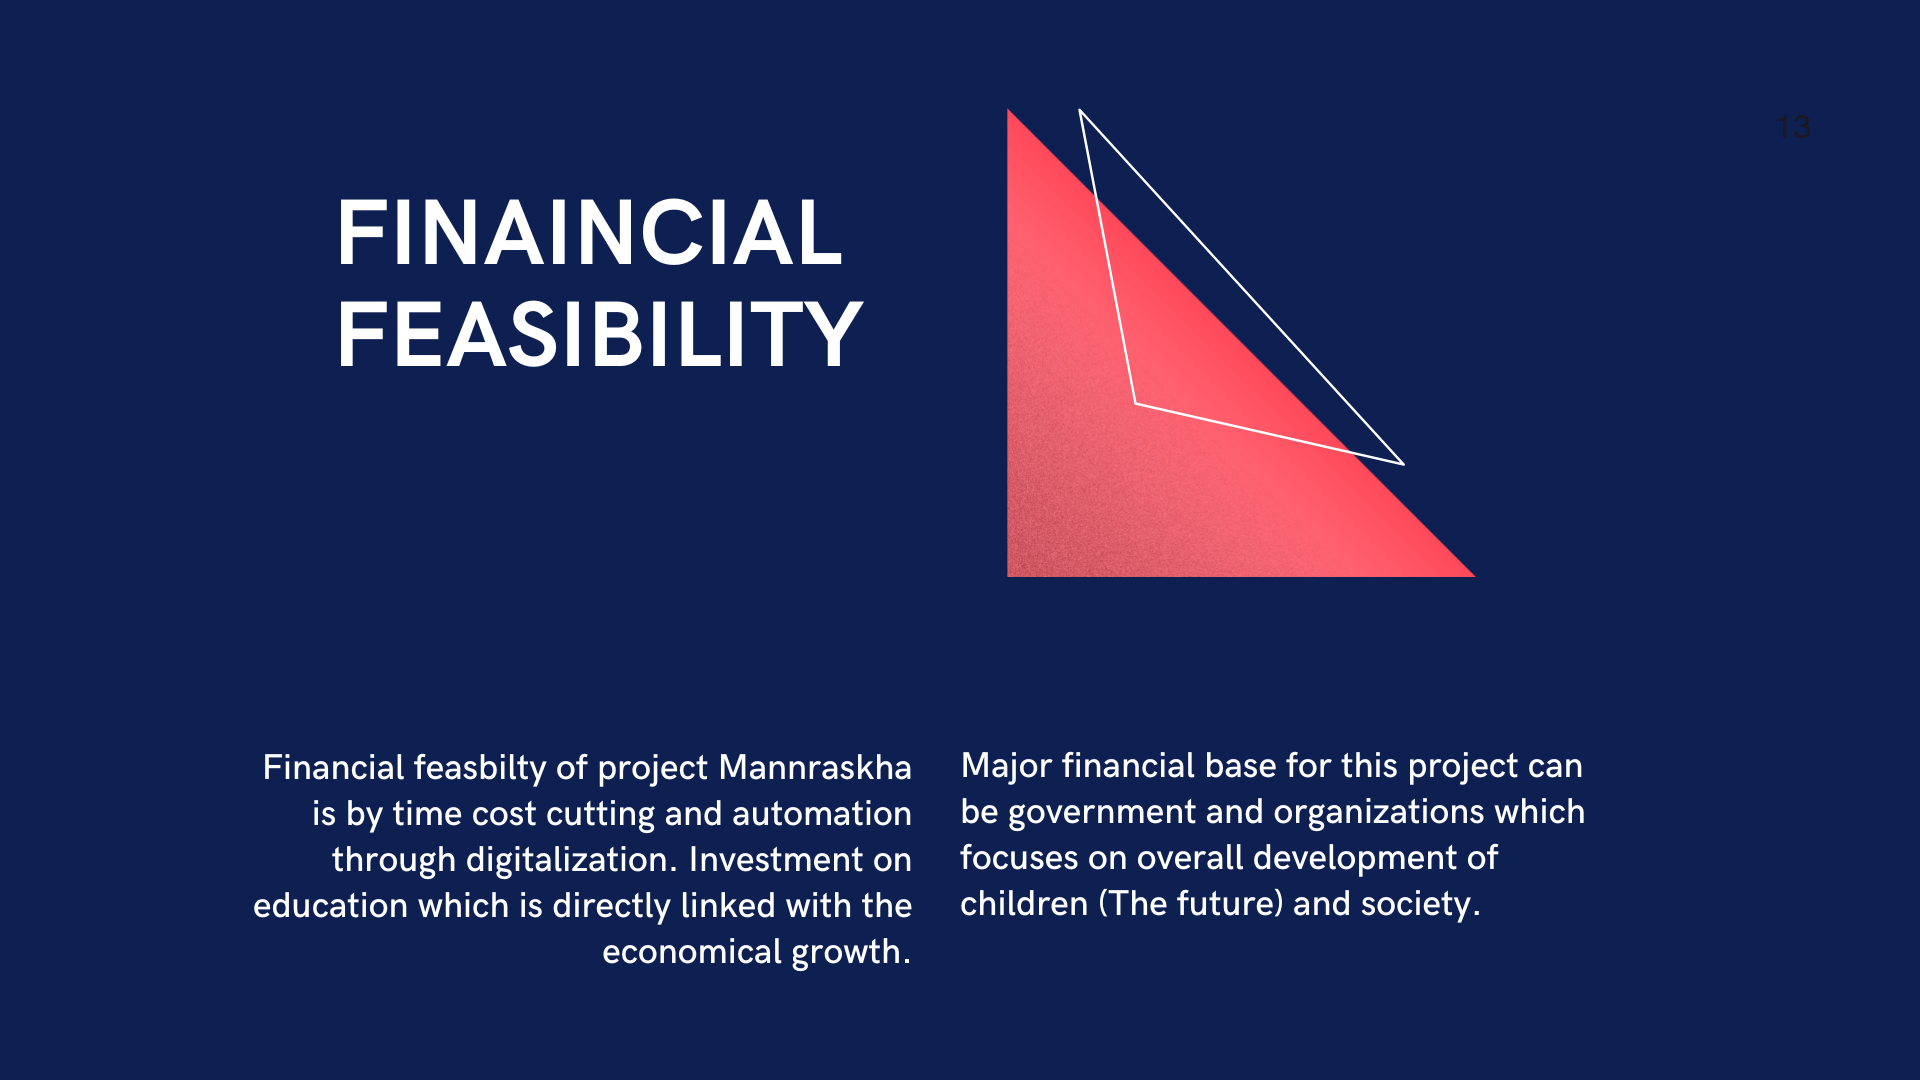 13
FINAINCIAL
FEASIBILITY
Financial feasbilty of project Mannraskha
is by time cost cutting and automation
through digitalization. Investment on
education which is directly linked with the
economical growth.
Major financial base for this project can
be government and organizations which
focuses on overall development of
children (The future) and society.